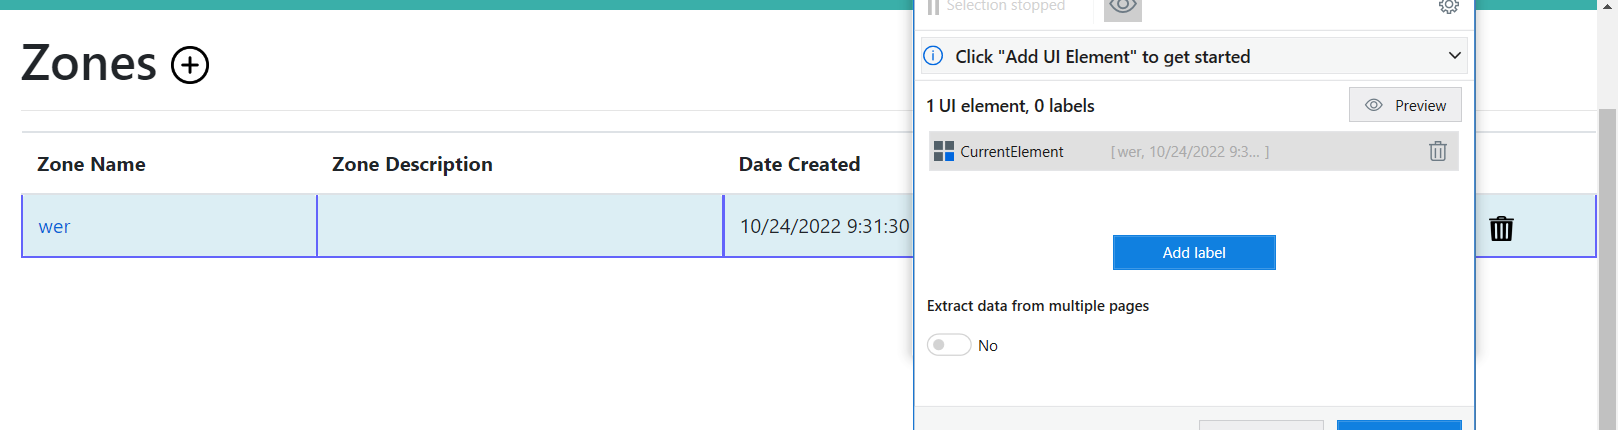 Zones
Zone Name Zone Description Date Created
wer 10/24/2022 9:31:30
Selection stopped
Click "Add UI Element" to get started
1 UI element, 0 labels
Preview
CurrentElement [wer, 10/24/2022 9:3... ]
Add label
Extract data from multiple pages
No